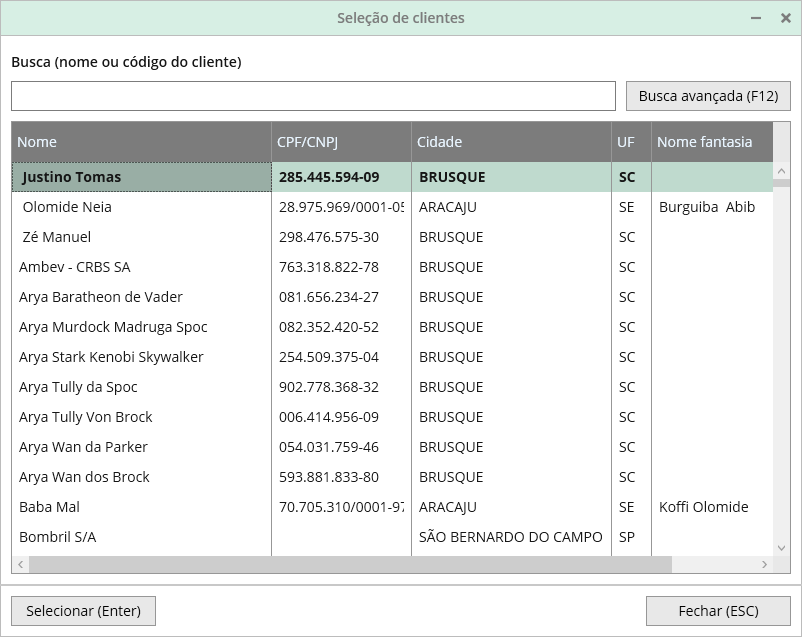 Seleção de clientes
Busca (nome ou código do cliente)
Busca avançada (F12)
Nome CPF/CNPJ Cidade UF Nome fantasia
Justino Tomas 285.445.594-09 BRUSQUE SC
Olomide Neia 28.975.969/0001-05 ARACAJU SE Burguiba Abib
Zé Manuel 298.476.575-30 BRUSQUE SC
Ambev - CRBS SA 763.318.822-78 BRUSQUE SC
Arya Baratheon de Vader 081.656.234-27 BRUSQUE SC
Arya Murdock Madruga Spoc 082.352.420-52 BRUSQUE SC
Arya Stark Kenobi Skywalker 254.509.375-04 BRUSQUE SC
Arya Tully da Spoc 902.778.368-32 BRUSQUE SC
Arya Tully Von Brock 006.414.956-09 BRUSQUE SC
Arya Wan da Parker 054.031.759-46 BRUSQUE SC
Arya Wan dos Brock 593.881.833-80 BRUSQUE SC
Baba Mal 70.705.310/0001-97 ARACAJU SE Koffi Olomide
Bombril S/A SÃO BERNARDO DO CAMPO SP
Selecionar (Enter) Fechar (ESC)